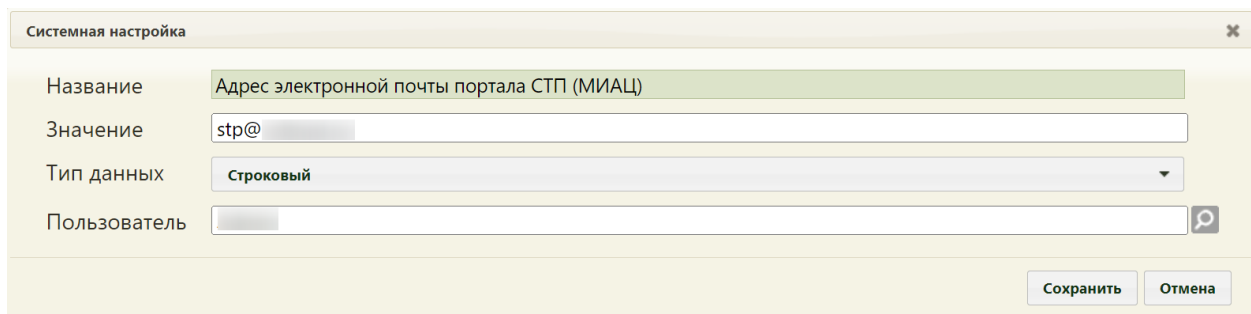 Системная настройка
Название Адрес электронной почты портала СТП (МИАЦ)
Значение stp@
Тип данных Строковый
Пользователь
Сохранить Отмена